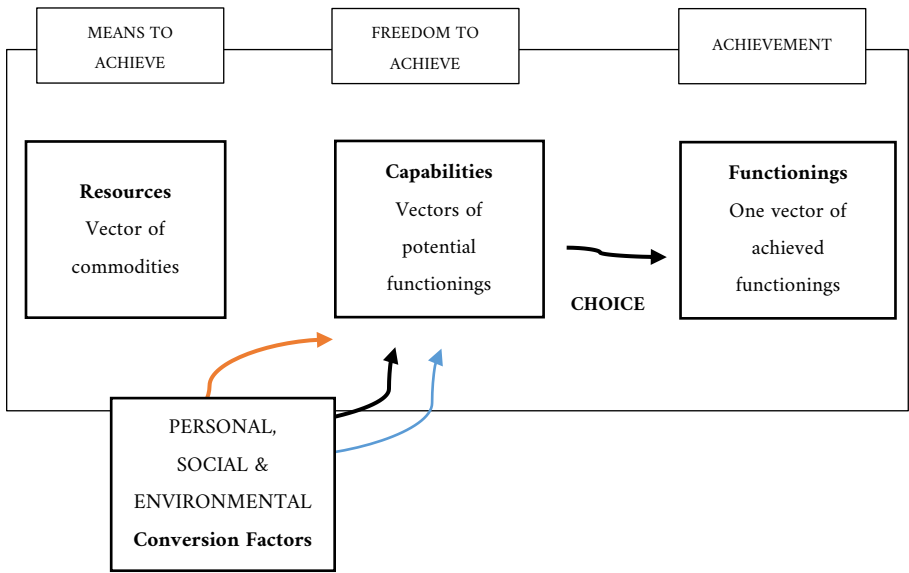 MEANS TO
ACHIEVE
FREEDOM TO
ACHIEVE
ACHIEVEMENT
Resources
Vector of
commodities
Capabilities
Vectors of
potential
functionings
CHOICE
Functionings
One vector of
achieved
functionings
PERSONAL,
SOCIAL &
ENVIRONMENTAL
Conversion Factors